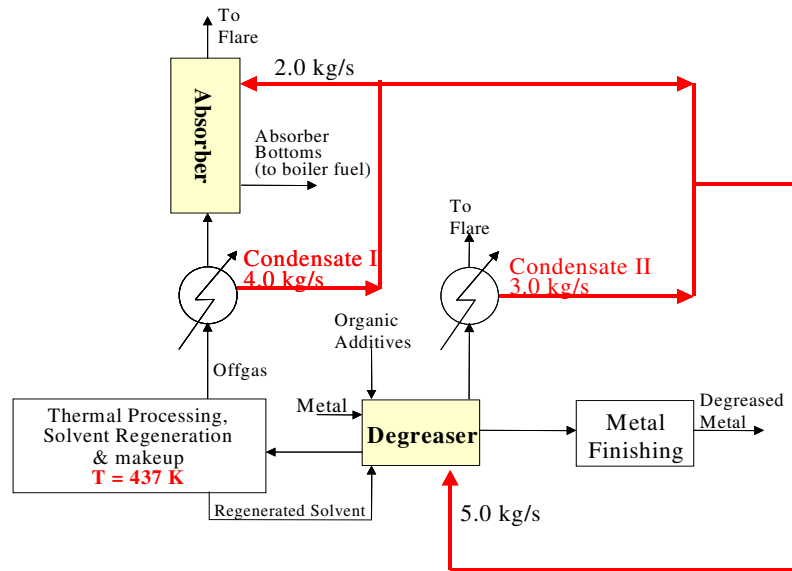 To
Flare
2.0 kg/s
Absorber
Absorber
Bottoms
(to boiler fuel)
To
Flare
Condensate I
4.0 kg/s
Condensate II
3.0 kg/s
Organic
Additives
Offgas
Thermal Processing,
Solvent Regeneration
& makeup
T = 437 K
Metal
Degreaser
Metal
Finishing
Degreased
Metal
Regenerated Solvent
5.0 kg/s